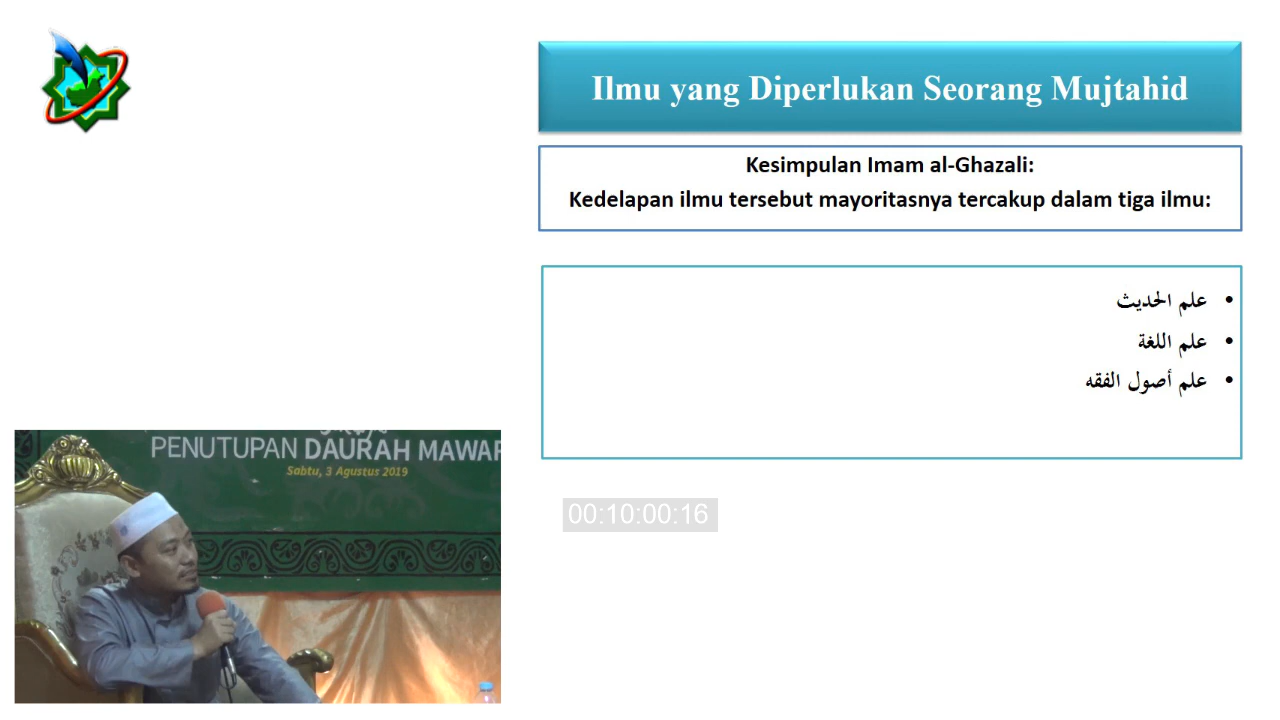 Ilmu yang Diperlukan Seorang Mujtahid
Kesimpulan Imam al-Ghazali:
Kedelapan ilmu tersebut mayoritasnya tercakup dalam tiga ilmu:
• علم الحديث
• علم اللغة
• علم أصول الفقه
PENUTUPAN DAURAH MAWAR
Sabtu, 3 Agustus 2019
00:10:00:16